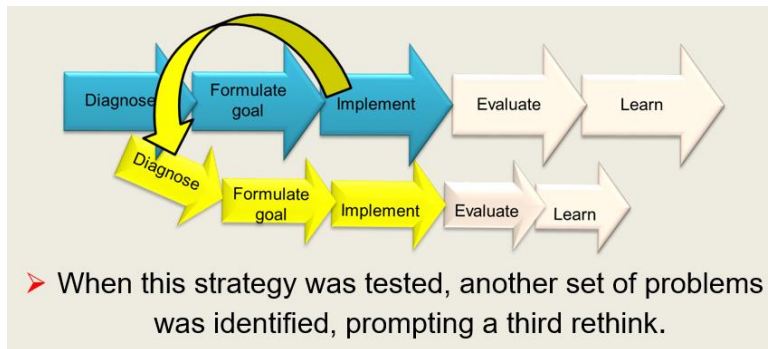 Diagnose
Formulate
goal
Implement
Evaluate
Learn
Diagnose
Formulate
goal
Implement
Evaluate
Learn
When this strategy was tested, another set of problems
was identified, prompting a third rethink.